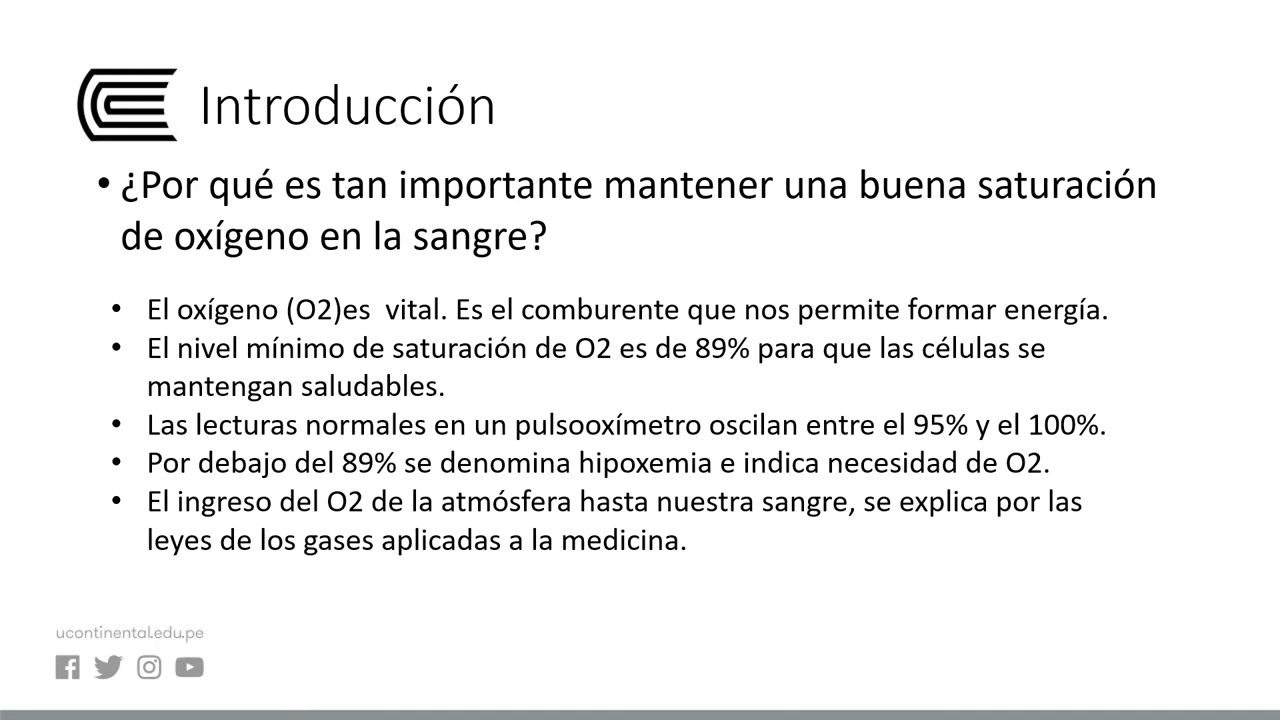 Introducción
• ¿Por qué es tan importante mantener una buena saturación
de oxígeno en la sangre?
• El oxígeno (O2)es  vital. Es el comburente que nos permite formar energía.
• El nivel mínimo de saturación de O2 es de 89% para que las células se
mantengan saludables.
• Las lecturas normales en un pulsooxímetro oscilan entre el 95% y el 100%.
• Por debajo del 89% se denomina hipoxemia e indica necesidad de O2.
• El ingreso del O2 de la atmósfera hasta nuestra sangre, se explica por las
leyes de los gases aplicadas a la medicina.
ucontinental.edu.pe